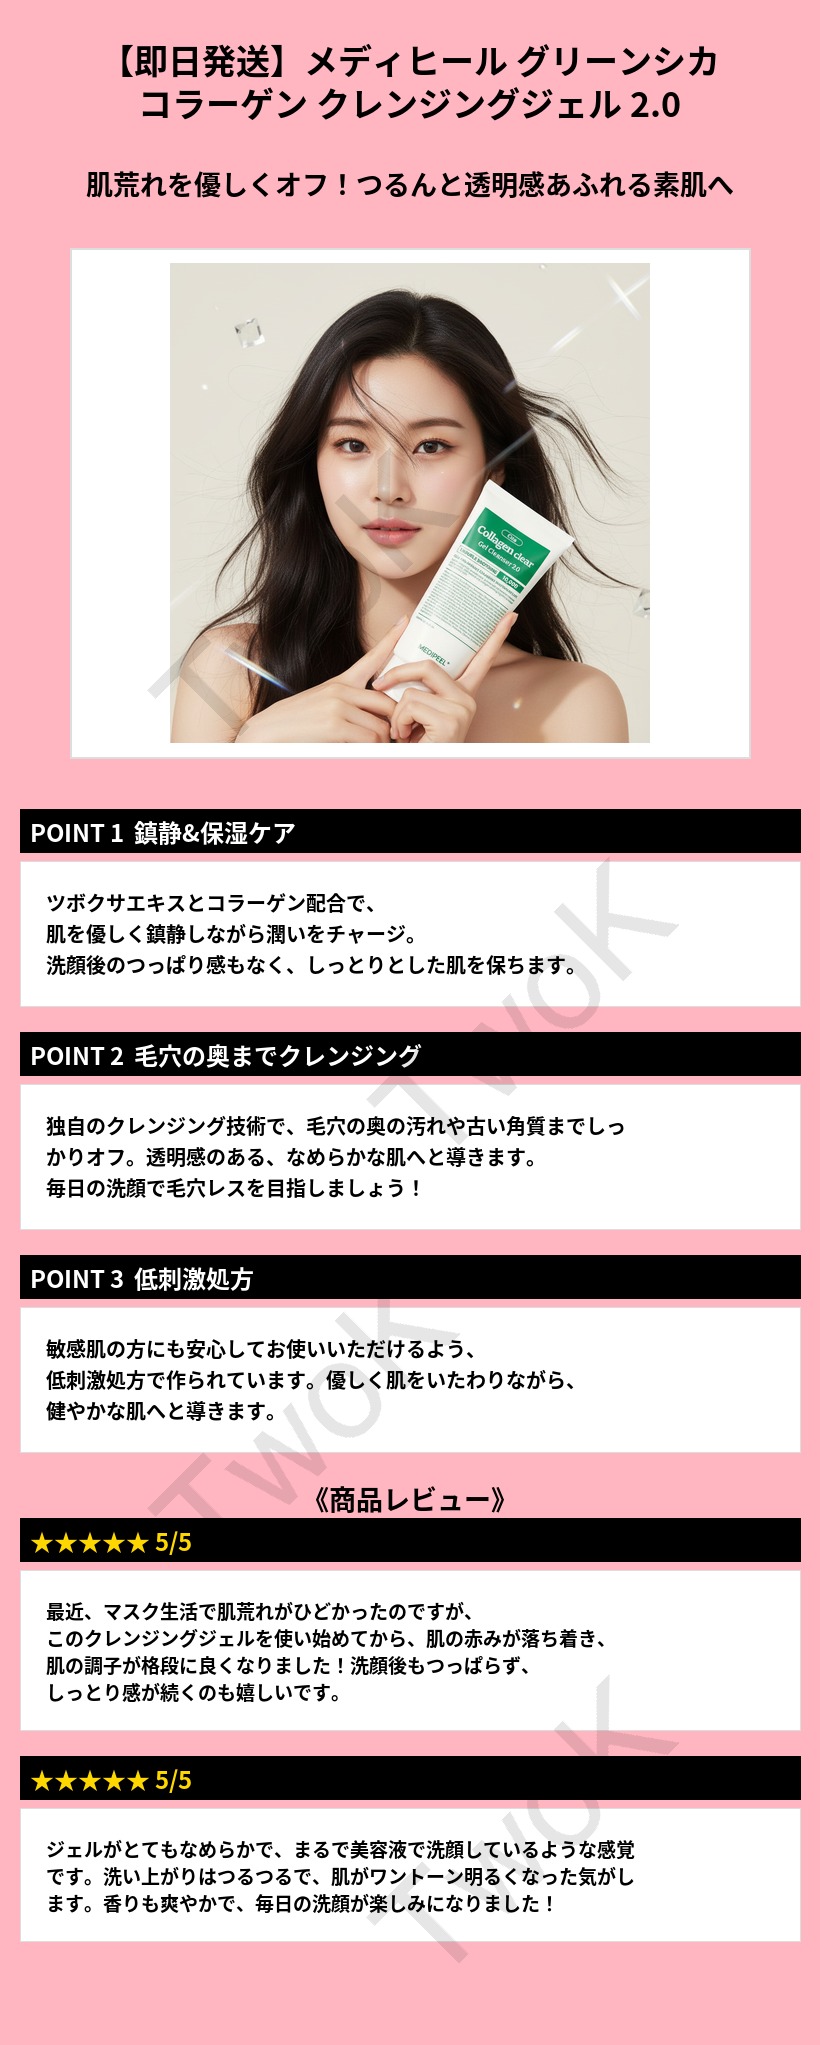 【即日発送】メディヒール グリーンシカ
コラーゲン クレンジングジェル 2.0
肌荒れを優しくオフ！つるんと透明感あふれる素肌へ
Cica
Collagen clear
Gel Cleanser 2.0
10,000
MEDIPEEL+
POINT 1 鎮静&保湿ケア
ツボクサエキスとコラーゲン配合で、
肌を優しく鎮静しながら潤いをチャージ。
洗顔後のつっぱり感もなく、しっとりとした肌を保ちます。
POINT 2 毛穴の奥までクレンジング
独自のクレンジング技術で、毛穴の奥の汚れや古い角質までしっ
かりオフ。透明感のある、なめらかな肌へと導きます。
毎日の洗顔で毛穴レスを目指しましょう！
POINT 3 低刺激処方
敏感肌の方にも安心してお使いいただけるよう、
低刺激処方で作られています。優しく肌をいたわりながら、
健やかな肌へと導きます。
《商品レビュー》
★★★★★ 5/5
最近、マスク生活で肌荒れがひどかったのですが、
このクレンジングジェルを使い始めてから、肌の赤みが落ち着き、
肌の調子が格段に良くなりました！洗顔後もつっぱらず、
しっとり感が続くのも嬉しいです。
★★★★★ 5/5
ジェルがとてもなめらかで、まるで美容液で洗顔しているような感覚
です。洗い上がりはつるつるで、肌がワントーン明るくなった気がし
ます。香りも爽やかで、毎日の洗顔が楽しみになりました！
TwoK
TwoK
TwoK
TwoK